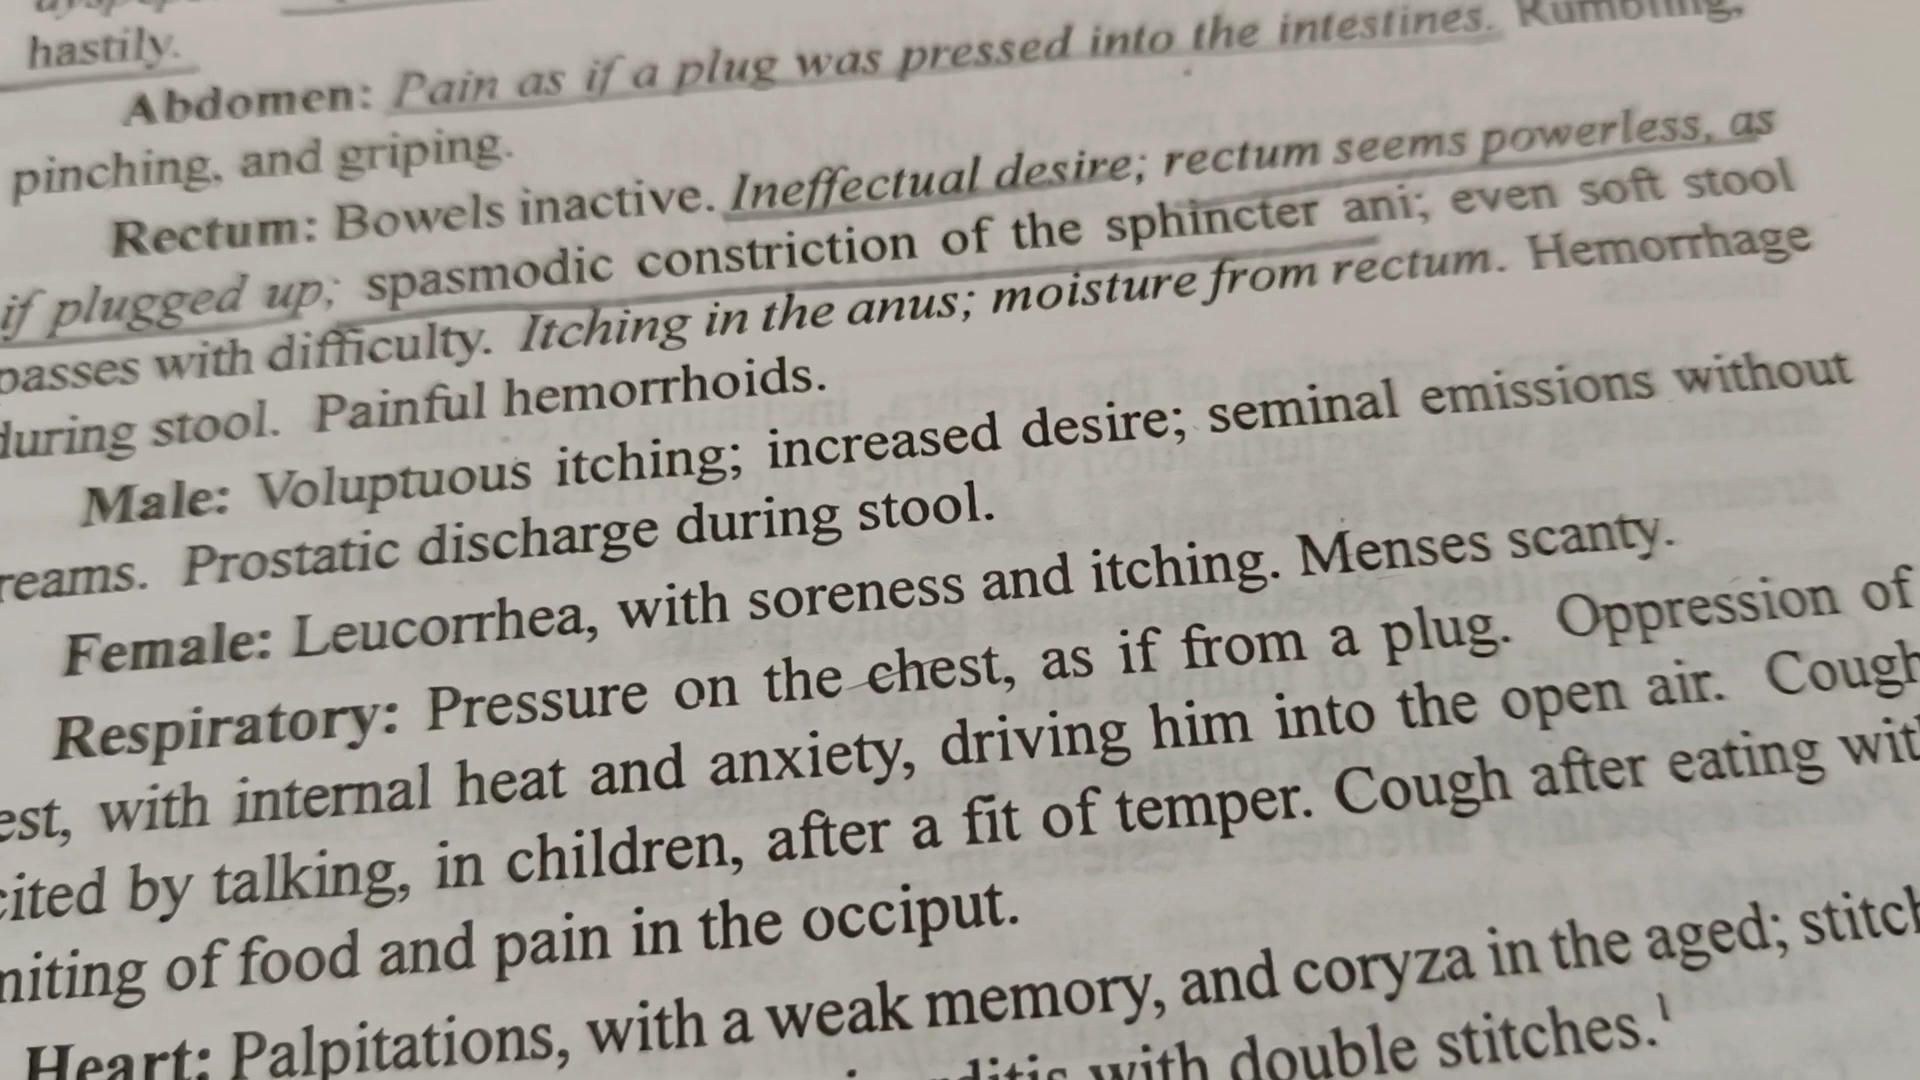 hastily.
Abdomen: Pain as if a plug was pressed into the intestines. Rumbling,
pinching, and griping.
Rectum: Bowels inactive. Ineffectual desire; rectum seems powerless, as
if plugged up; spasmodic constriction of the sphincter ani; even soft stool
passes with difficulty. Itching in the anus; moisture from rectum. Hemorrhage
during stool. Painful hemorrhoids.
Male: Voluptuous itching; increased desire; seminal emissions without
reams. Prostatic discharge during stool.
Female: Leucorrhea, with soreness and itching. Menses scanty.
Respiratory: Pressure on the chest, as if from a plug. Oppression of
est, with internal heat and anxiety, driving him into the open air. Cough
cited by talking, in children, after a fit of temper. Cough after eating wit
miting of food and pain in the occiput.
Heart: Palpitations, with a weak memory, and coryza in the aged; stitch
with double stitches.¹